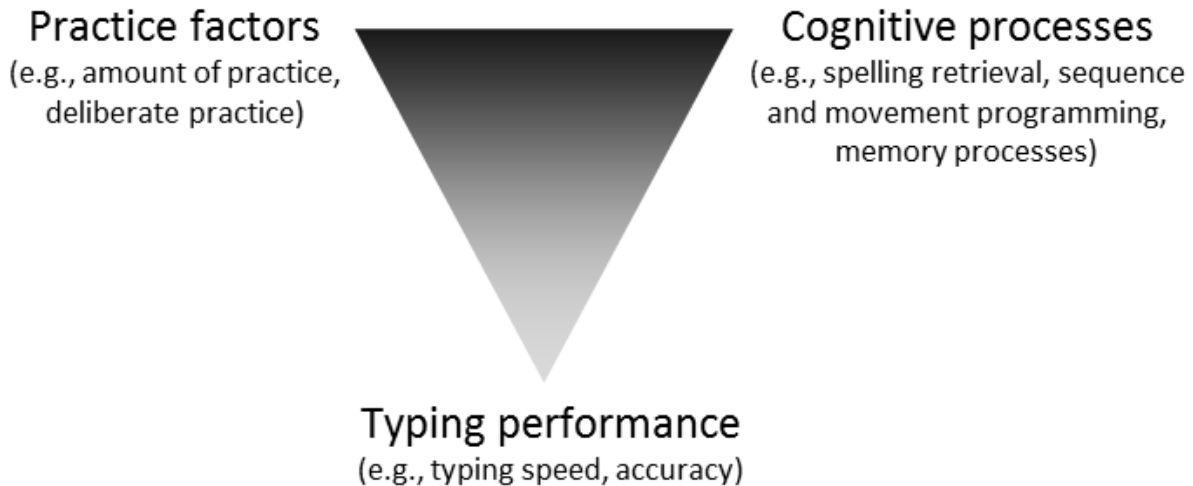 Practice factors
(e.g., amount of practice,
deliberate practice)
Cognitive processes
(e.g., spelling retrieval, sequence
and movement programming,
memory processes)
Typing performance
(e.g., typing speed, accuracy)